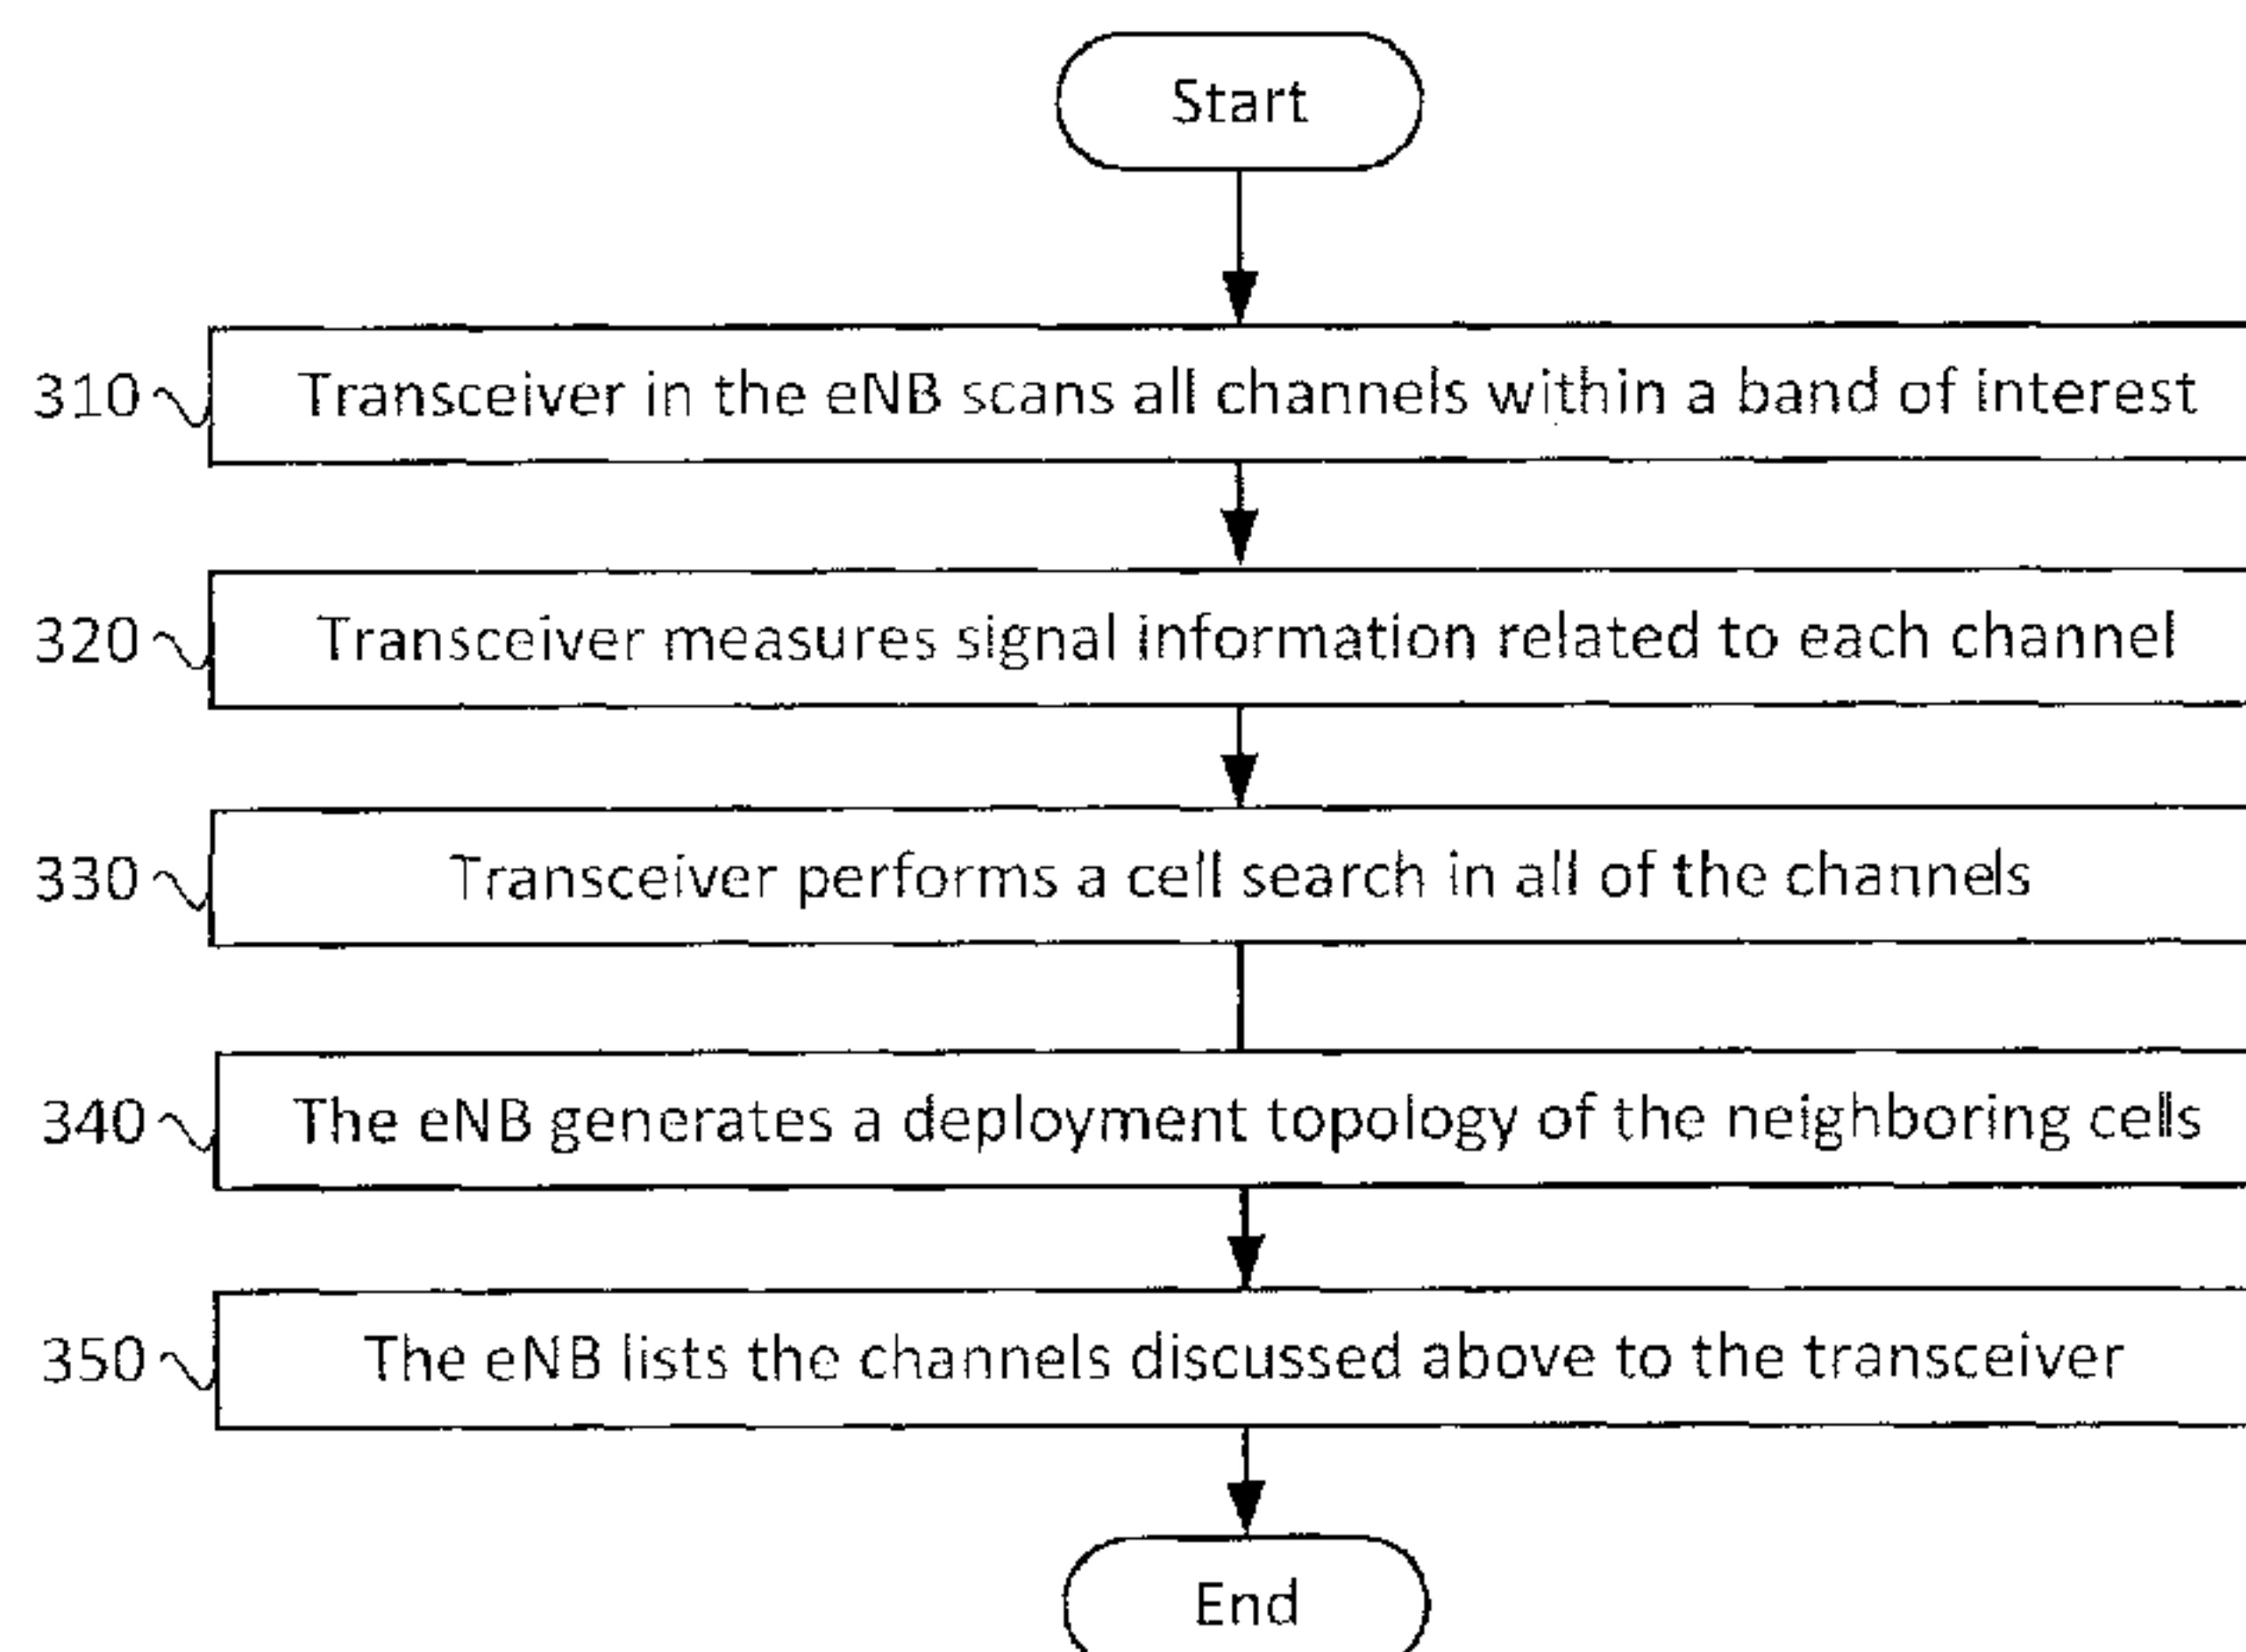 Start
310 Transceiver in the eNB scans all channels within a band of interest
320 Transceiver measures signal information related to each channel
330 Transceiver performs a cell search in all of the channels
340 The eNB generates a deployment topology of the neighboring cells
350 The eNB lists the channels discussed above to the transceiver
End